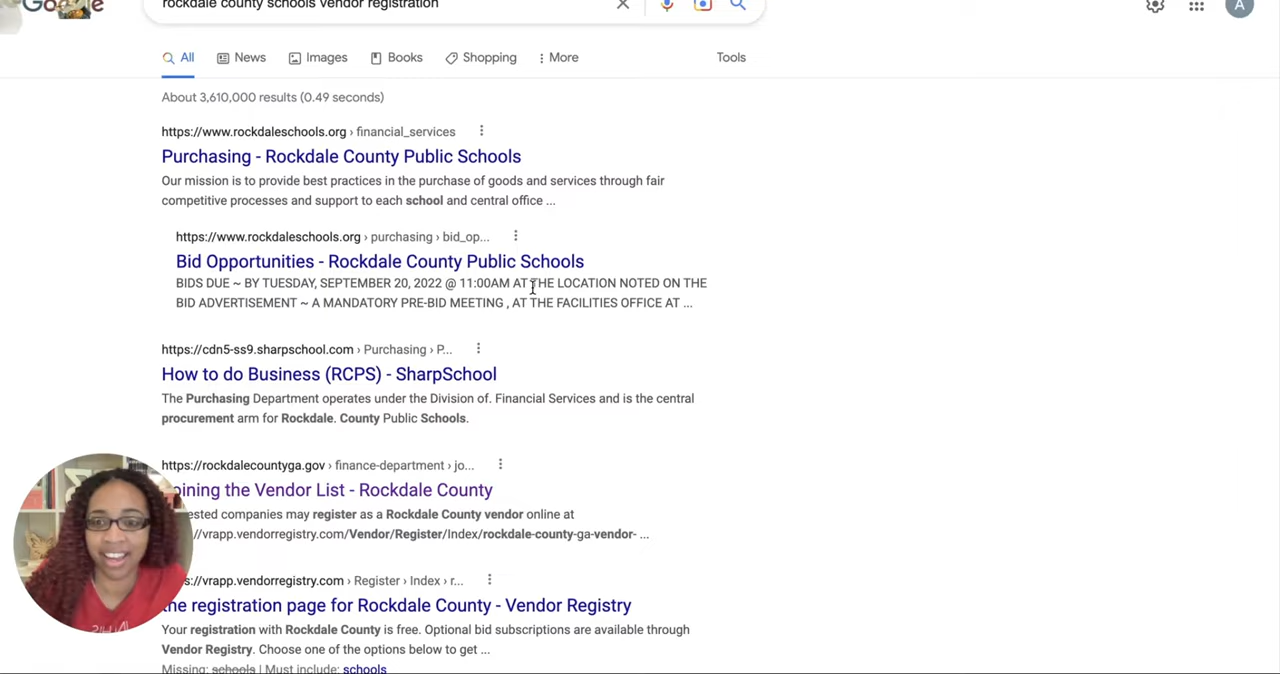 rockdale county schools vendor registration
A
All
News
Images
Books
Shopping
More
Tools
About 3,610,000 results (0.49 seconds)
https://www.rockdaleschools.org › financial_services
Purchasing - Rockdale County Public Schools
Our mission is to provide best practices in the purchase of goods and services through fair
competitive processes and support to each school and central office ...
https://www.rockdaleschools.org › purchasing › bid_op...
Bid Opportunities - Rockdale County Public Schools
BIDS DUE ~ BY TUESDAY, SEPTEMBER 20, 2022 @ 11:00AM AT THE LOCATION NOTED ON THE
BID ADVERTISEMENT ~ A MANDATORY PRE-BID MEETING , AT THE FACILITIES OFFICE AT ...
https://cdn5-ss9.sharpschool.com › Purchasing › P...
How to do Business (RCPS) - SharpSchool
The Purchasing Department operates under the Division of. Financial Services and is the central
procurement arm for Rockdale. County Public Schools.
https://rockdalecountyga.gov › finance-department › jo...
oining the Vendor List - Rockdale County
ested companies may register as a Rockdale County vendor online at
//vrapp.vendorregistry.com/Vendor/Register/Index/rockdale-county-ga-vendor- ...
s://vrapp.vendorregistry.com › Register › Index › r...
the registration page for Rockdale County - Vendor Registry
Your registration with Rockdale County is free. Optional bid subscriptions are available through
Vendor Registry. Choose one of the options below to get ...
Missing: schools | Must include: schools